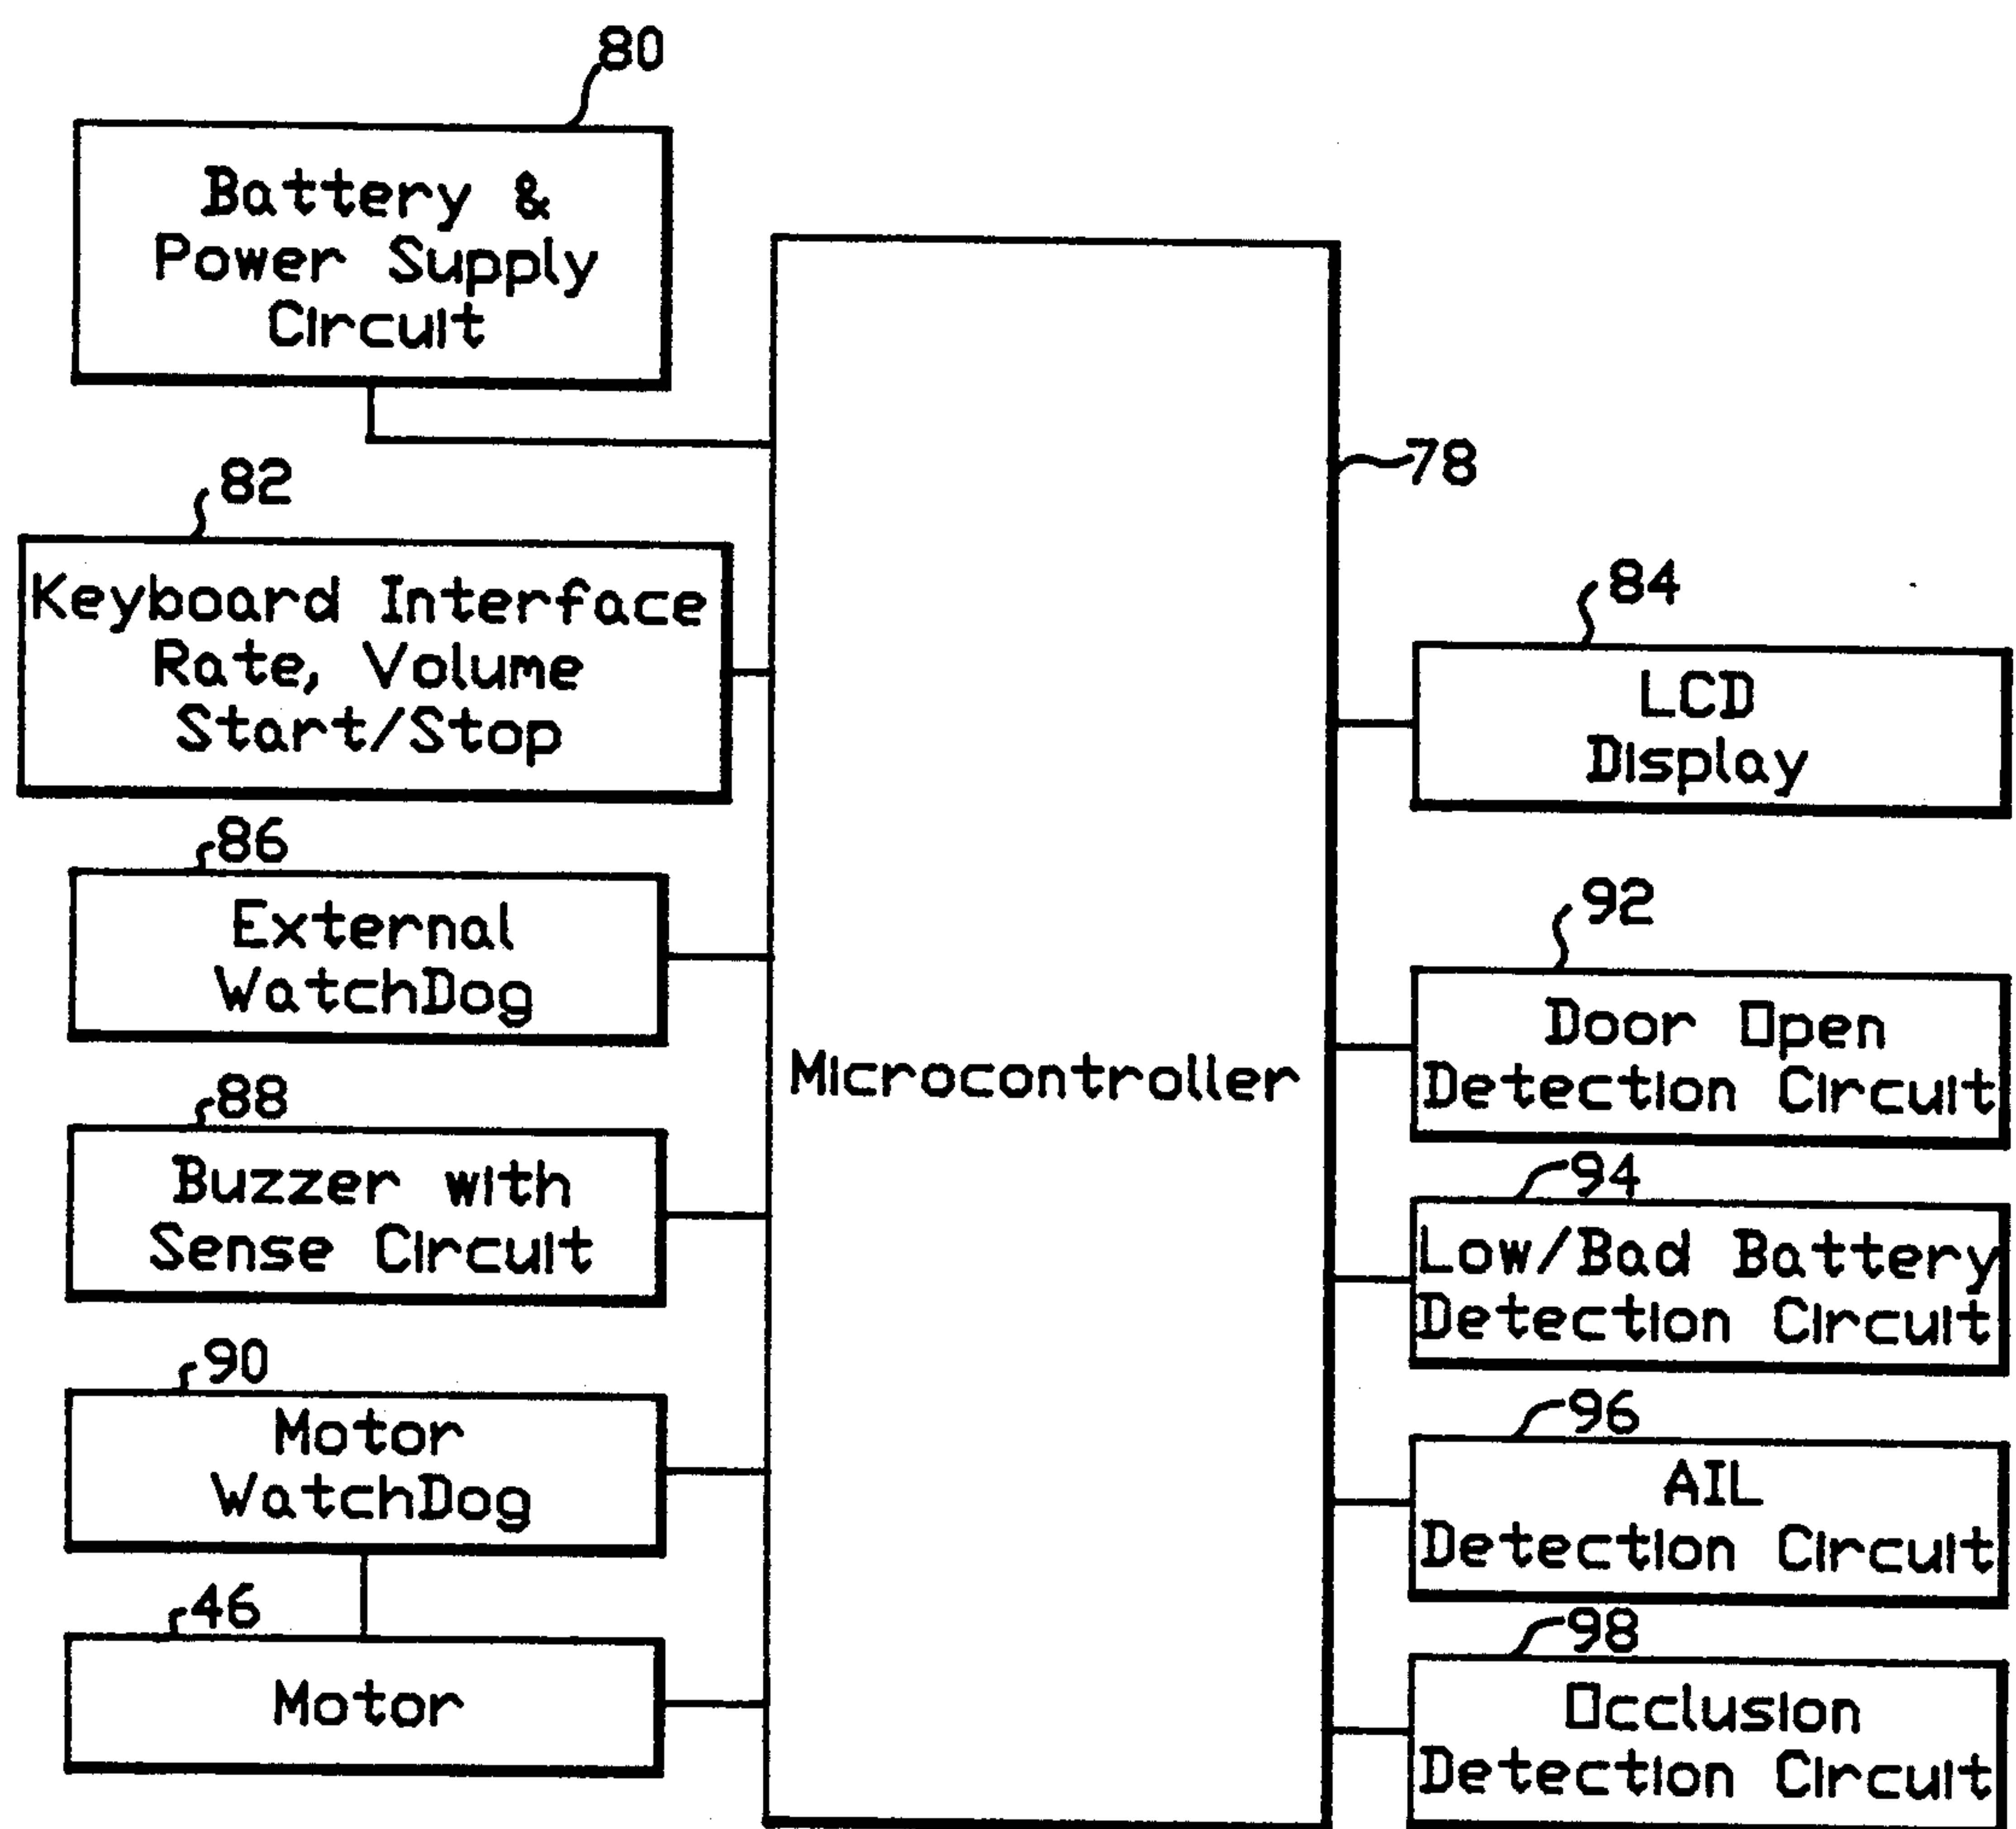 80
Battery &
Power Supply
Circuit
82
Keyboard Interface
Rate, Volume
Start/Stop
86
External
WatchDog
88
Buzzer with
Sense Circuit
90
Motor
WatchDog
46
Motor
Microcontroller
78
84
LCD
Display
92
Door Open
Detection Circuit
94
Low/Bad Battery
Detection Circuit
96
AIL
Detection Circuit
98
Occlusion
Detection Circuit